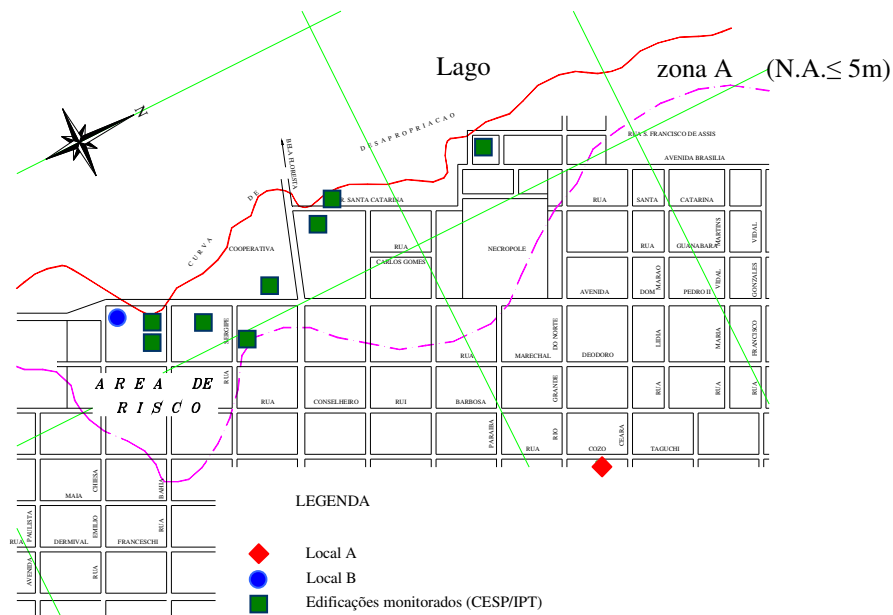 Lago
zona A (N.A.≤ 5m)
N
CURVA DE DESAPROPRIACAO
BELA FLORESTA
RUA S. FRANCISCO DE ASSIS
AVENIDA BRASILIA
R. SANTA CATARINA
RUA SANTA CATARINA
COOPERATIVA
RUA
CARLOS GOMES
NECROPOLE
RUA GUANABARA
MARTINS
VIDAL
AVENIDA DOM PEDRO II
MARAO
VIDAL
GONZALES
SERGIPE
RUA
RUA MARECHAL DEODORO
DO NORTE
GRANDE
RIO
LIDIA
RUA
MARIA
RUA
FRANCISCO
RUA
AREA DE
RISCO
RUA CONSELHEIRO RUI BARBOSA
PARAIBA
RUA COZO TAGUCHI
CEARA
MAIA
CHIESA
EMILIO
RUA
BAHIA
RUA
PAULISTA
AVENIDA
RUA DERMIVAL FRANCESCHI
LEGENDA
Local A
Local B
Edificações monitorados (CESP/IPT)